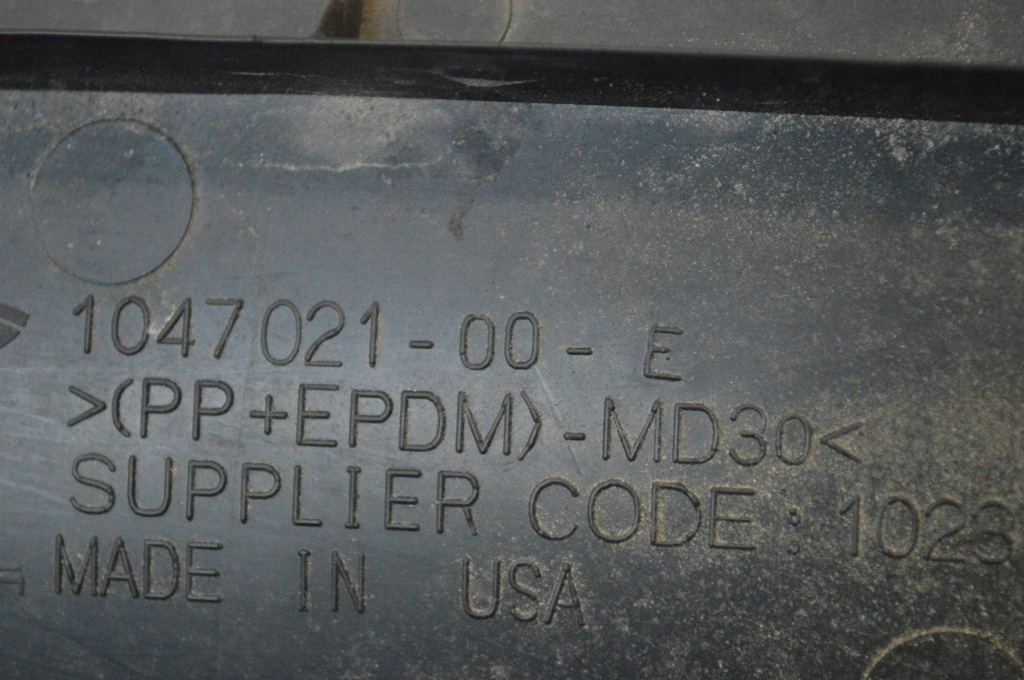 1047021-00-E
>(PP+EPDM)-MD30<
SUPPLIER CODE: 1023
MADE IN USA